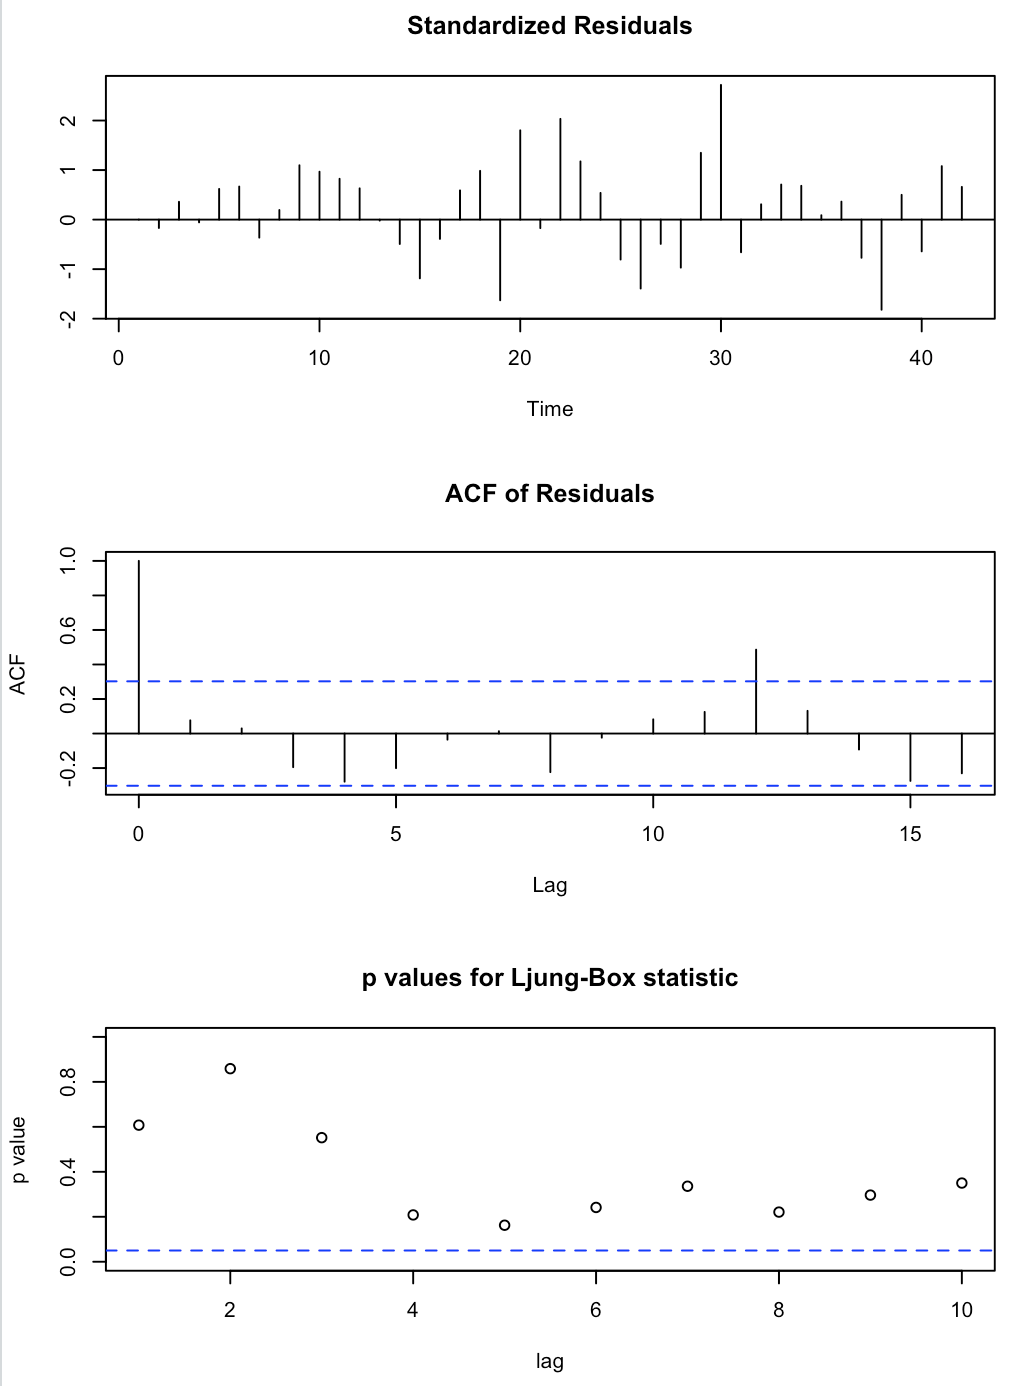 Standardized Residuals
2
1
0
-1
-2
0 10 20 30 40
Time
ACF of Residuals
ACF
1.0
0.6
0.2
-0.2
0 5 10 15
Lag
p values for Ljung-Box statistic
p value
0.8
0.4
0.0
2 4 6 8 10
lag